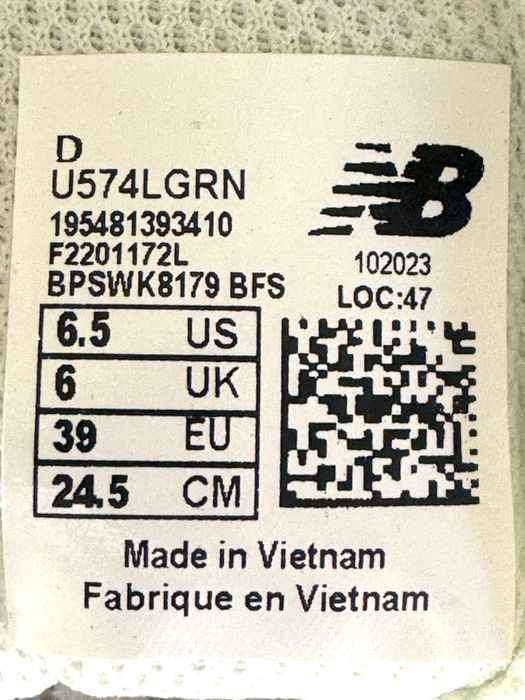 D
U574LGRN
195481393410
F2201172L
BPSWK8179 BFS
NB
102023
LOC:47
6.5 US
6 UK
39 EU
24.5 CM
Made in Vietnam
Fabrique en Vietnam